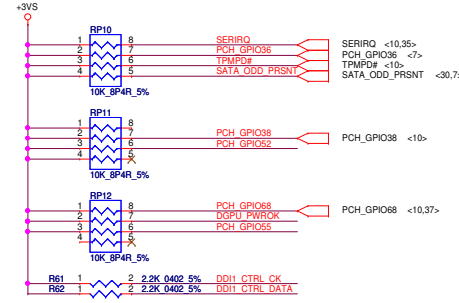 +3VS
RP10
1 8 SERIRQ SERIRQ <10,35>
2 7 PCH_GPIO36 PCH_GPIO36 <7>
3 6 TPMPD# TPMPD# <10>
4 5 SATA_ODD_PRSNT SATA_ODD_PRSNT <30,7>
10K_8P4R_5%
RP11
1 8
2 7 PCH_GPIO38 PCH_GPIO38 <10>
3 6 PCH_GPIO52
4 5
10K_8P4R_5%
RP12
1 8 PCH_GPIO68 PCH_GPIO68 <10,37>
2 7 DGPU_PWROK
3 6 PCH_GPIO55
4 5
10K_8P4R_5%
R61 1 2 2.2K_0402_5% DDI1_CTRL_CK
R62 1 2 2.2K_0402_5% DDI1_CTRL_DATA